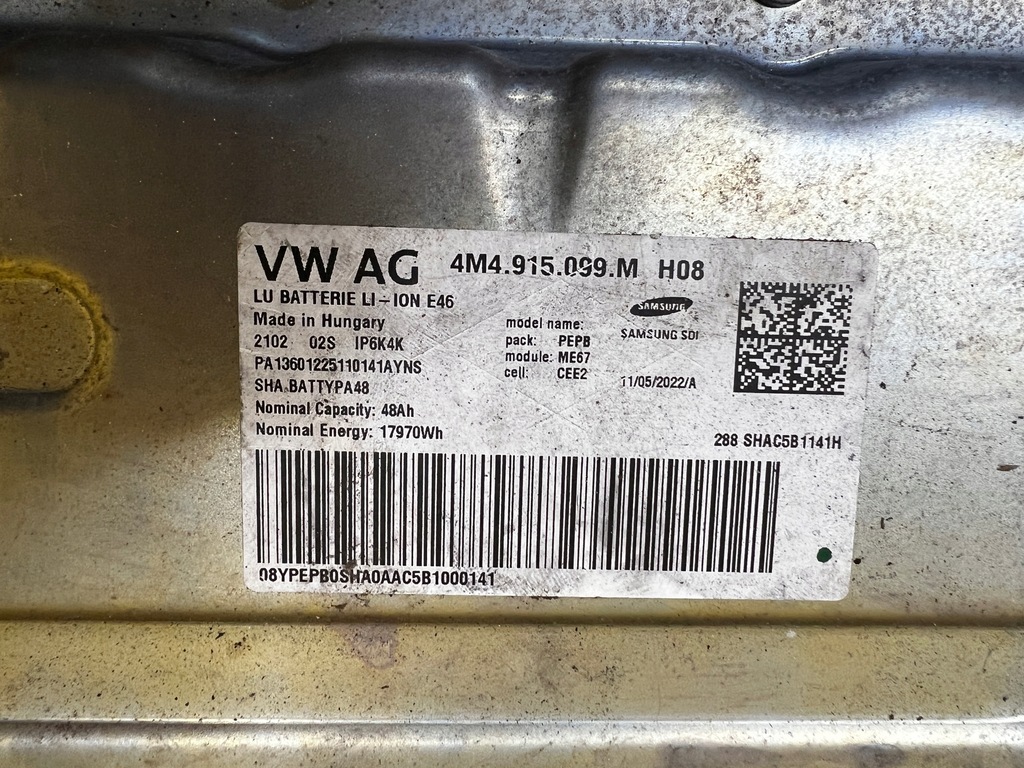 VW AG 4M4.915.099.M H08
LU BATTERIE LI-ION E46
Made in Hungary
2102 02S IP6K4K
PA13601225110141AYNS
SHA.BATTYPA48
Nominal Capacity: 48Ah
Nominal Energy: 17970Wh
model name:
pack: PEPB
module: ME67
cell: CEE2
SAMSUNG
SAMSUNG SDI
11/05/2022/A
288 SHAC5B1141H
08YPEPB0SHA0AAC5B1000141